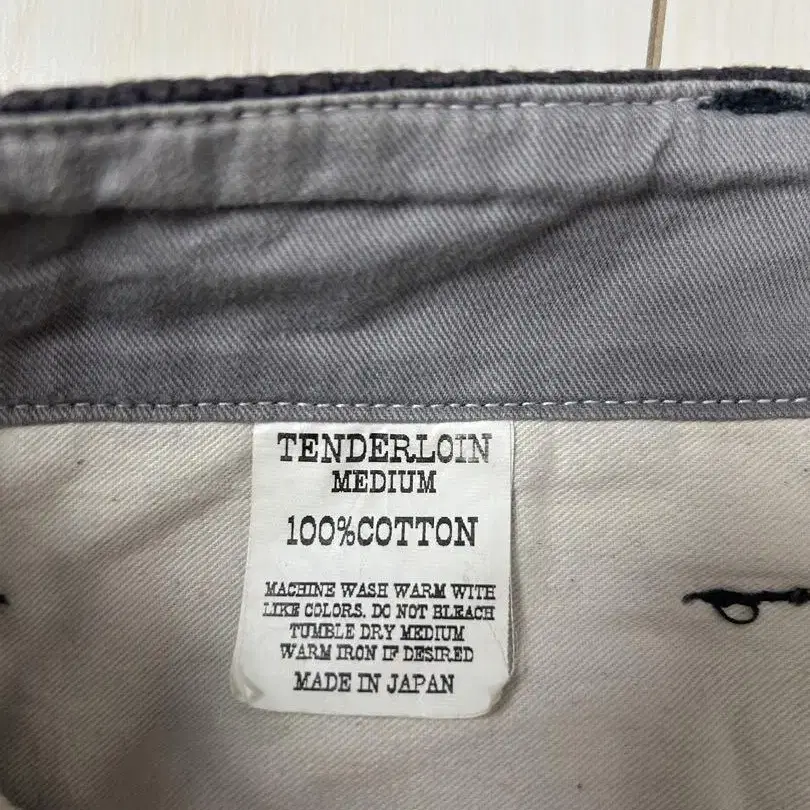 TENDERLOIN
MEDIUM
100%COTTON
MACHINE WASH WARM WITH
LIKE COLORS. DO NOT BLEACH
TUMBLE DRY MEDIUM
WARM IRON IF DESIRED
MADE IN JAPAN